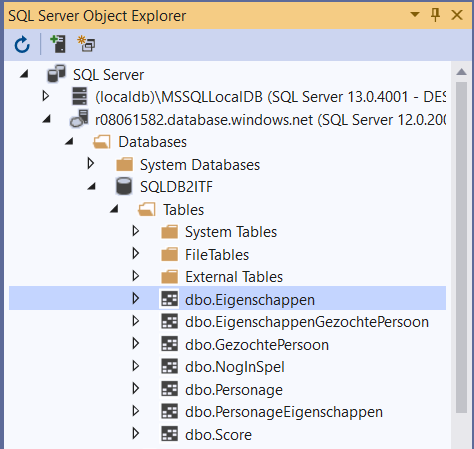 SQL Server Object Explorer
SQL Server
(localdb)\MSSQLLocalDB (SQL Server 13.0.4001 - DES
r08061582.database.windows.net (SQL Server 12.0.200
Databases
System Databases
SQLDB2ITF
Tables
System Tables
FileTables
External Tables
dbo.Eigenschappen
dbo.EigenschappenGezochtePersoon
dbo.GezochtePersoon
dbo.NogInSpel
dbo.Personage
dbo.PersonageEigenschappen
dbo.Score